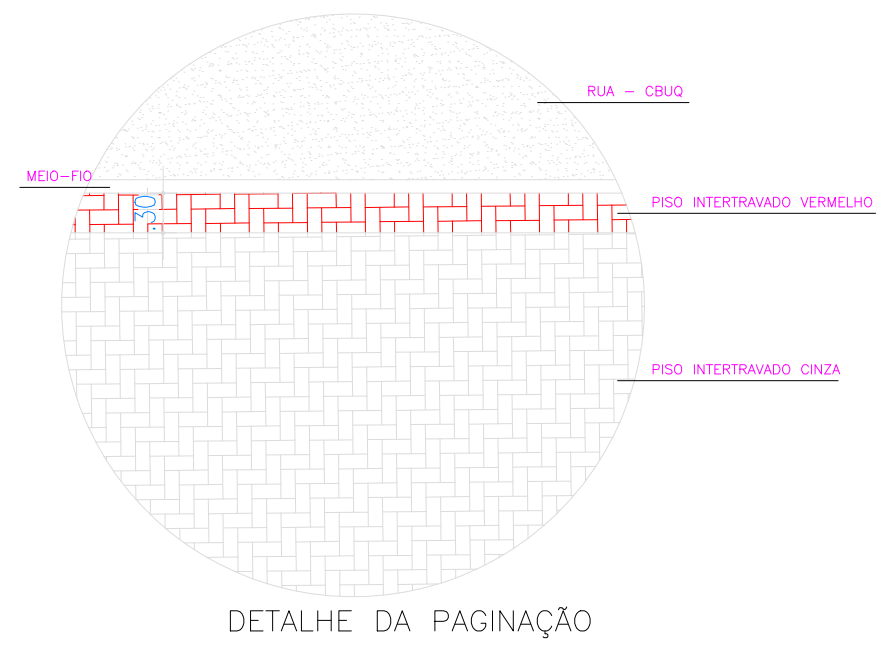 RUA - CBUQ
MEIO-FIO
.30
PISO INTERTRAVADO VERMELHO
PISO INTERTRAVADO CINZA
DETALHE DA PAGINAÇÃO